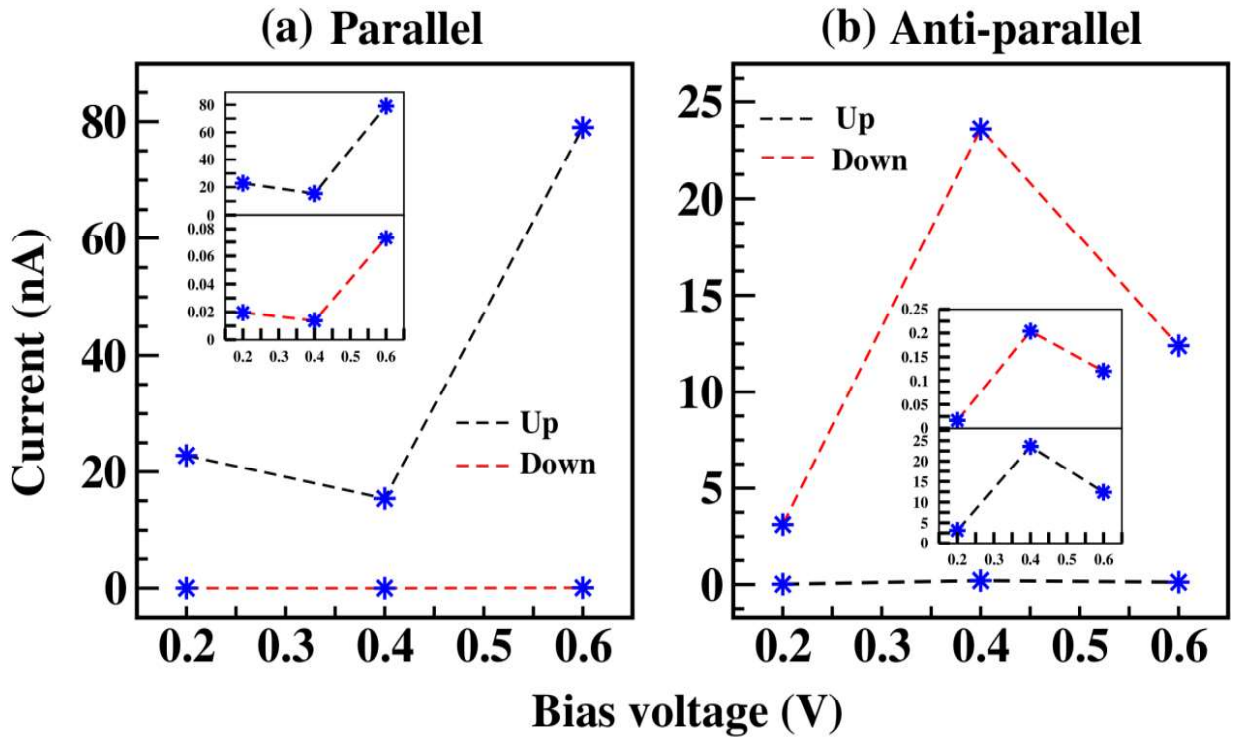 (a) Parallel
(b) Anti-parallel
Current (nA)
80
60
40
20
0
80
60
40
20
0
0.08
0.06
0.04
0.02
0
0.2 0.3 0.4 0.5 0.6
Up
Down
0.2 0.3 0.4 0.5 0.6
25
20
15
10
5
0
Up
Down
0.25
0.2
0.15
0.1
0.05
0
25
20
15
10
5
0
0.2 0.3 0.4 0.5 0.6
0.2 0.3 0.4 0.5 0.6
Bias voltage (V)